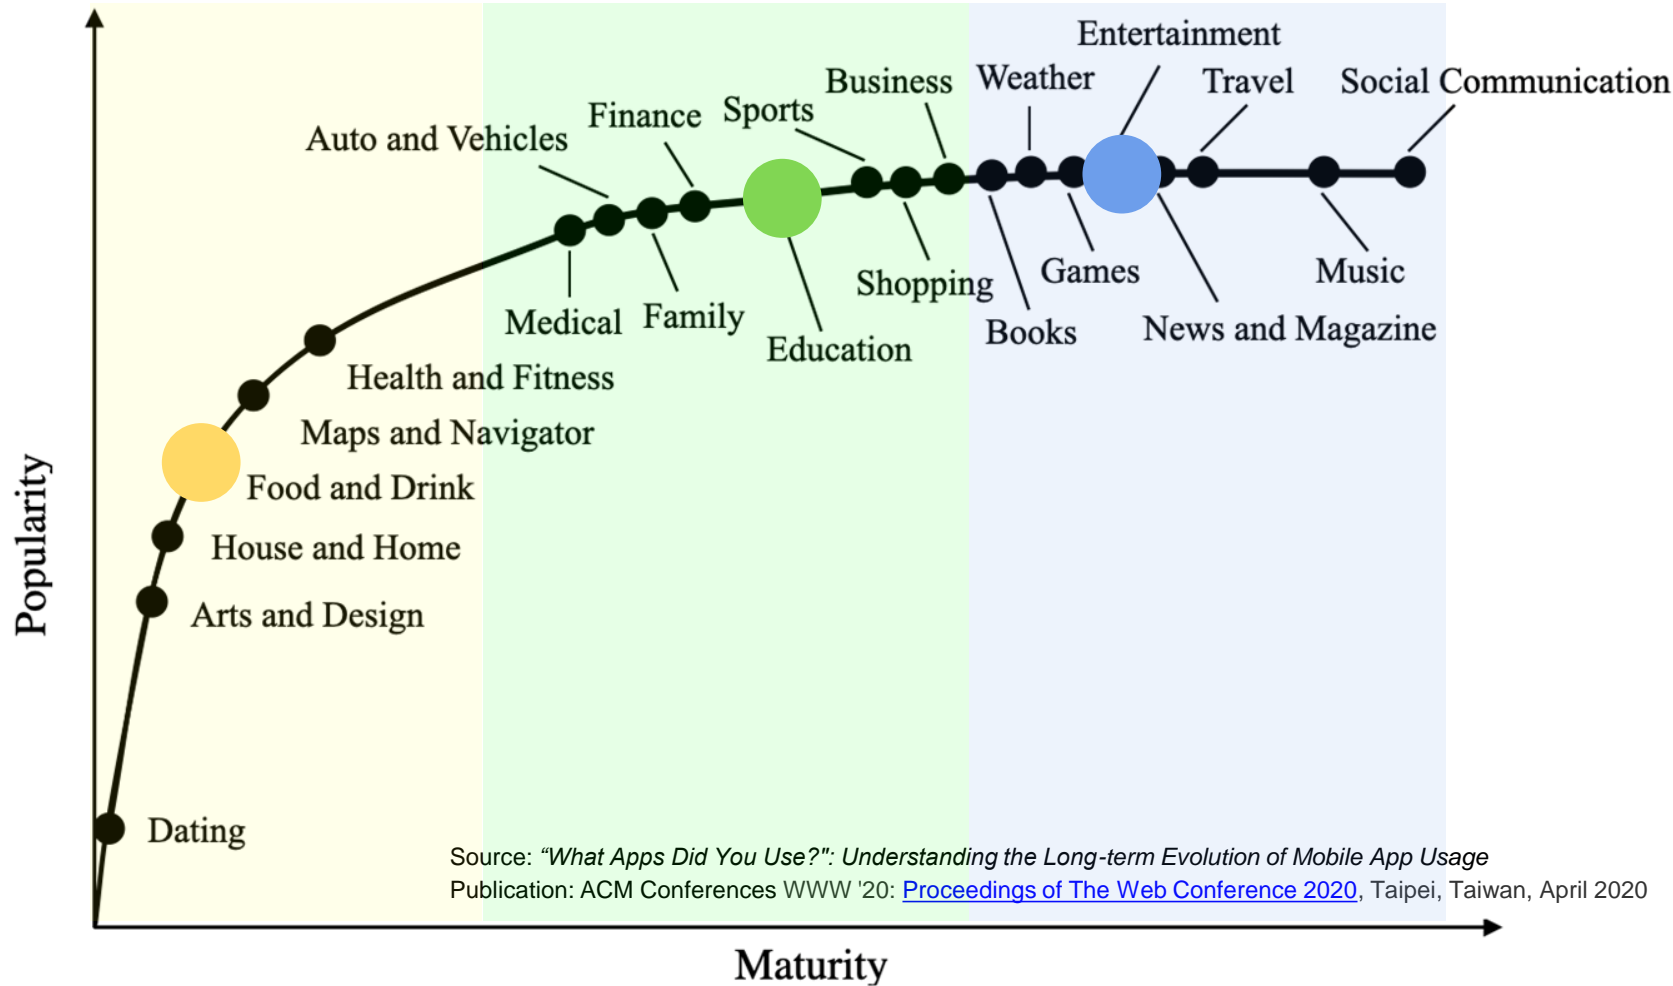 Entertainment
Weather
Travel
Social Communication
Business
Sports
Finance
Auto and Vehicles
Shopping
Games
Music
Medical
Family
Books
News and Magazine
Education
Health and Fitness
Maps and Navigator
Food and Drink
House and Home
Arts and Design
Popularity
Dating
Source: “What Apps Did You Use?": Understanding the Long-term Evolution of Mobile App Usage
Publication: ACM Conferences WWW '20: Proceedings of The Web Conference 2020, Taipei, Taiwan, April 2020
Maturity